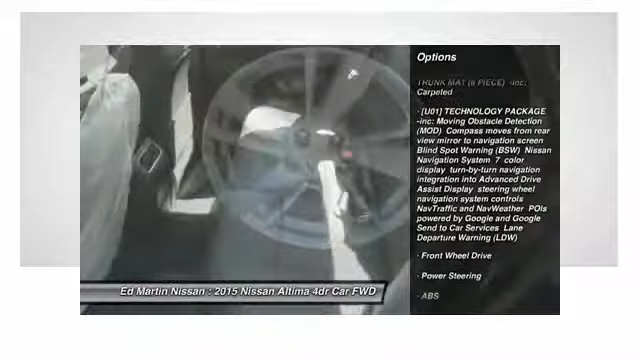 Options
TRUNK MAT (5 PIECE) -inc:
Carpeted
· [U01] TECHNOLOGY PACKAGE
-inc: Moving Obstacle Detection
(MOD) Compass moves from rear
view mirror to navigation screen
Blind Spot Warning (BSW) Nissan
Navigation System 7 color
display turn-by-turn navigation
integration into Advanced Drive
Assist Display steering wheel
navigation system controls
NavTraffic and NavWeather POIs
powered by Google and Google
Send to Car Services Lane
Departure Warning (LDW)
· Front Wheel Drive
· Power Steering
· ABS
Ed Martin Nissan : 2015 Nissan Altima 4dr Car FWD